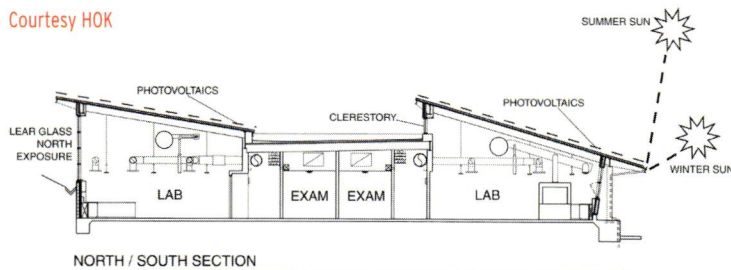 Courtesy HOK
SUMMER SUN
PHOTOVOLTAICS
CLERESTORY
PHOTOVOLTAICS
LEAR GLASS
NORTH
EXPOSURE
WINTER SUN
LAB
EXAM
EXAM
LAB
NORTH / SOUTH SECTION